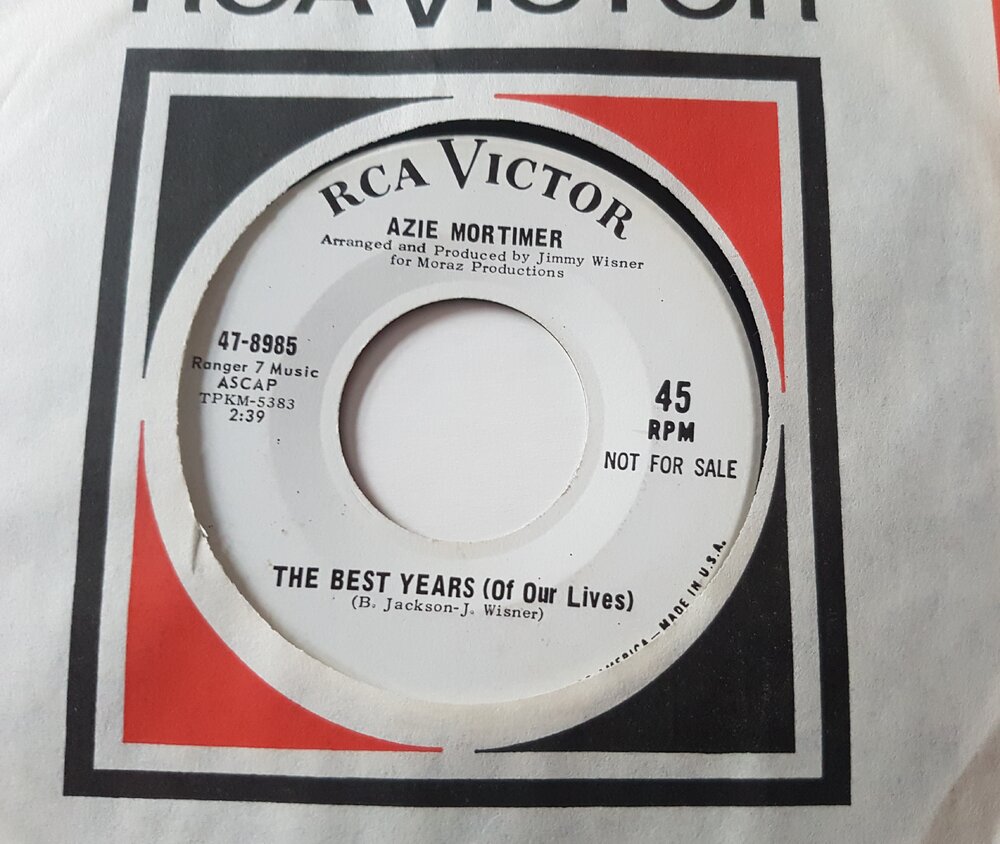 RCA VICTOR
RCA VICTOR
AZIE MORTIMER
Arranged and Produced by Jimmy Wisner
for Moraz Productions
47-8985
Ranger 7 Music
ASCAP
TPKM-5383
2:39
45
RPM
NOT FOR SALE
THE BEST YEARS (Of Our Lives)
(B. Jackson-J. Wisner)
AMERICA—MADE IN U.S.A.